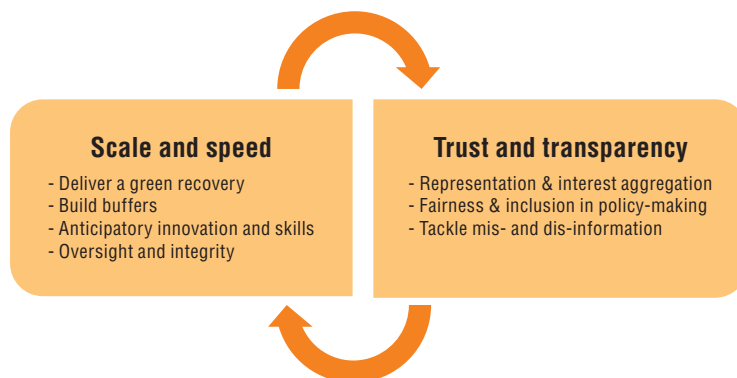 Scale and speed
- Deliver a green recovery
- Build buffers
- Anticipatory innovation and skills
- Oversight and integrity
Trust and transparency
- Representation & interest aggregation
- Fairness & inclusion in policy-making
- Tackle mis- and dis-information